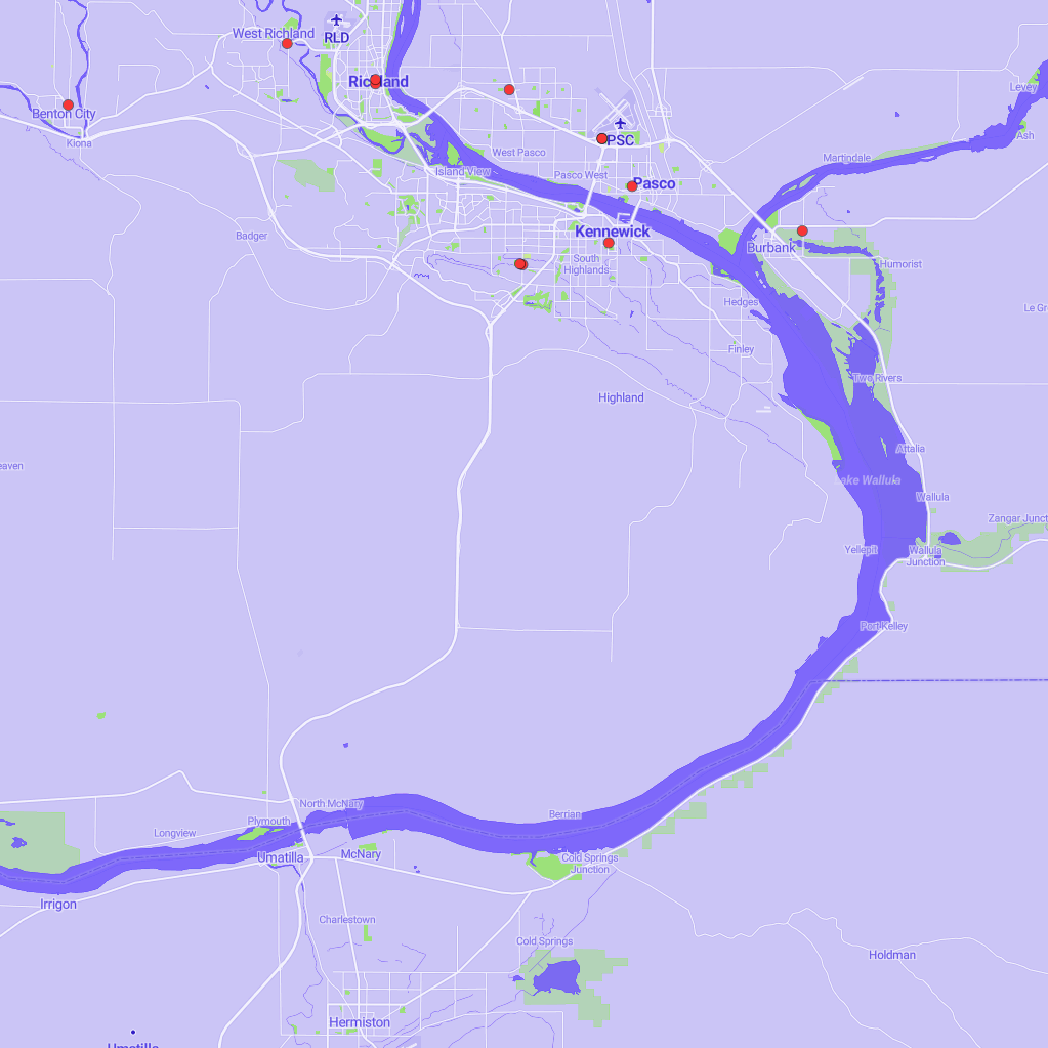 West Richland
RLD
Richland
Benton City
Kiona
Levey
Ash
PSC
West Pasco
Martindale
Island View
Pasco West
Pasco
Kennewick
Badger
Burbank
South
Highlands
Humorist
Hedges
Le Gr
Finley
Two Rivers
Highland
Attalia
eaven
Lake Wallula
Wallula
Zangar Junct
Yellepit
Wallula
Junction
Port Kelley
North McNary
Berrian
Plymouth
Longview
Umatilla
McNary
Cold Springs
Junction
Irrigon
Charlestown
Cold Springs
Holdman
Hermiston
Umatilla